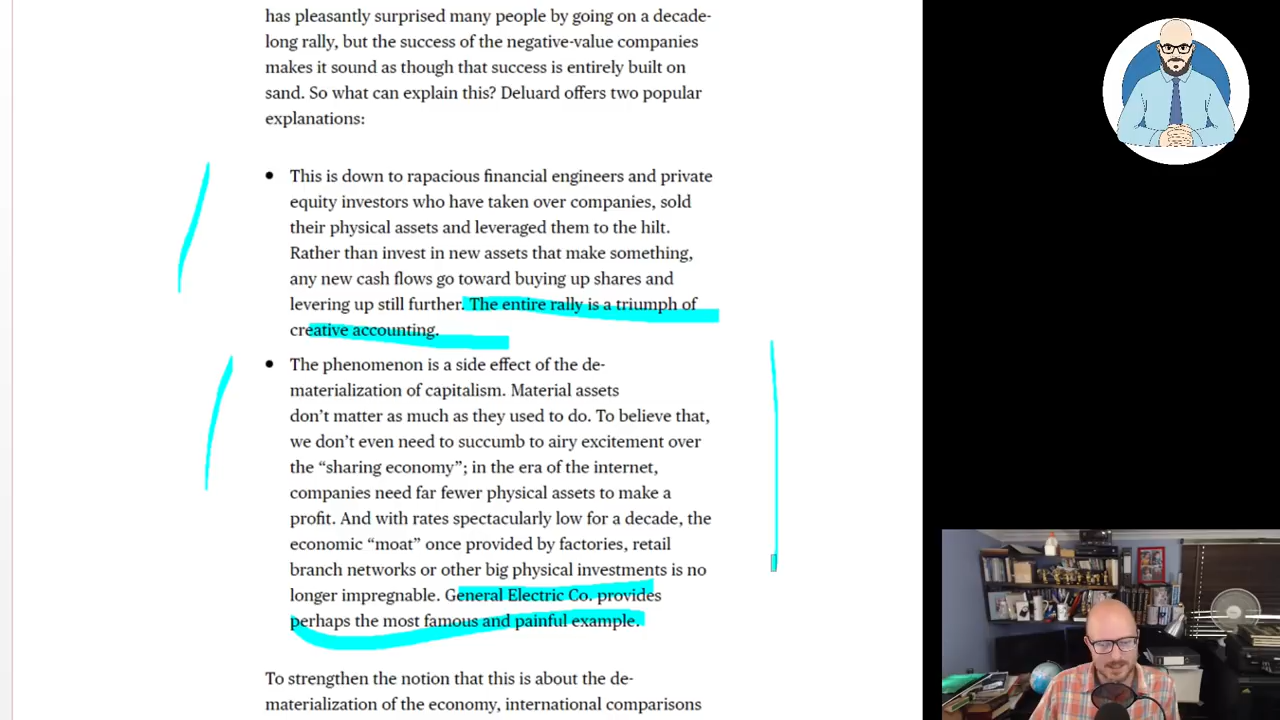 has pleasantly surprised many people by going on a decade-
long rally, but the success of the negative-value companies
makes it sound as though that success is entirely built on
sand. So what can explain this? Deluard offers two popular
explanations:
• This is down to rapacious financial engineers and private
equity investors who have taken over companies, sold
their physical assets and leveraged them to the hilt.
Rather than invest in new assets that make something,
any new cash flows go toward buying up shares and
levering up still further. The entire rally is a triumph of
creative accounting.
• The phenomenon is a side effect of the de-
materialization of capitalism. Material assets
don’t matter as much as they used to do. To believe that,
we don’t even need to succumb to airy excitement over
the “sharing economy”; in the era of the internet,
companies need far fewer physical assets to make a
profit. And with rates spectacularly low for a decade, the
economic “moat” once provided by factories, retail
branch networks or other big physical investments is no
longer impregnable. General Electric Co. provides
perhaps the most famous and painful example.
To strengthen the notion that this is about the de-
materialization of the economy, international comparisons